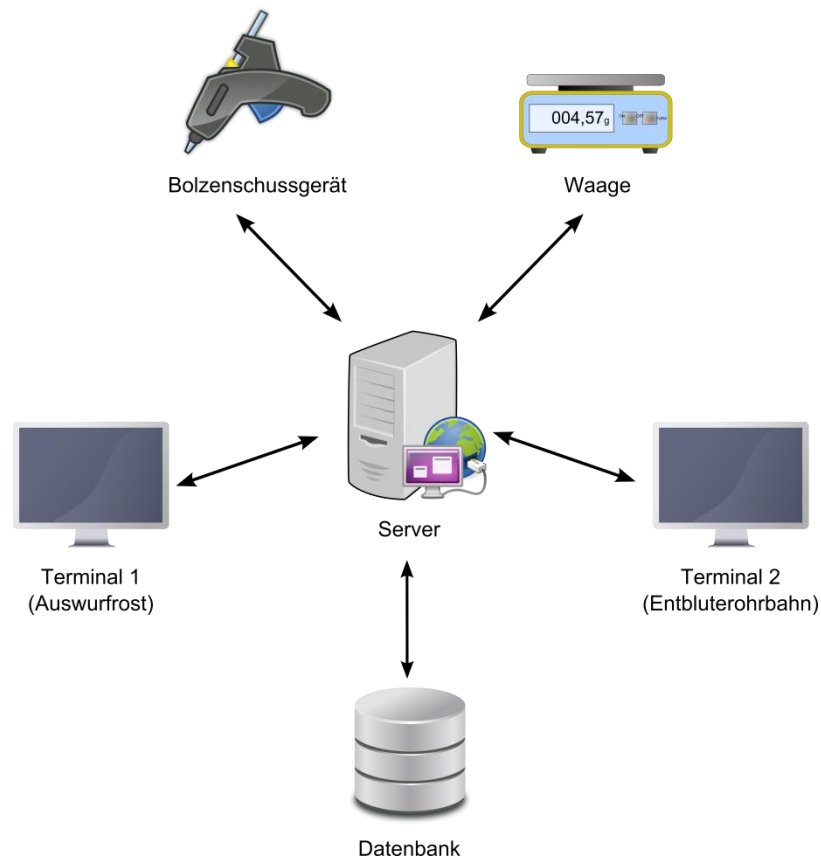 004,57g
Bolzenschussgerät
Waage
Server
Terminal 1
(Auswurfrost)
Terminal 2
(Entbluterohrbahn)
Datenbank